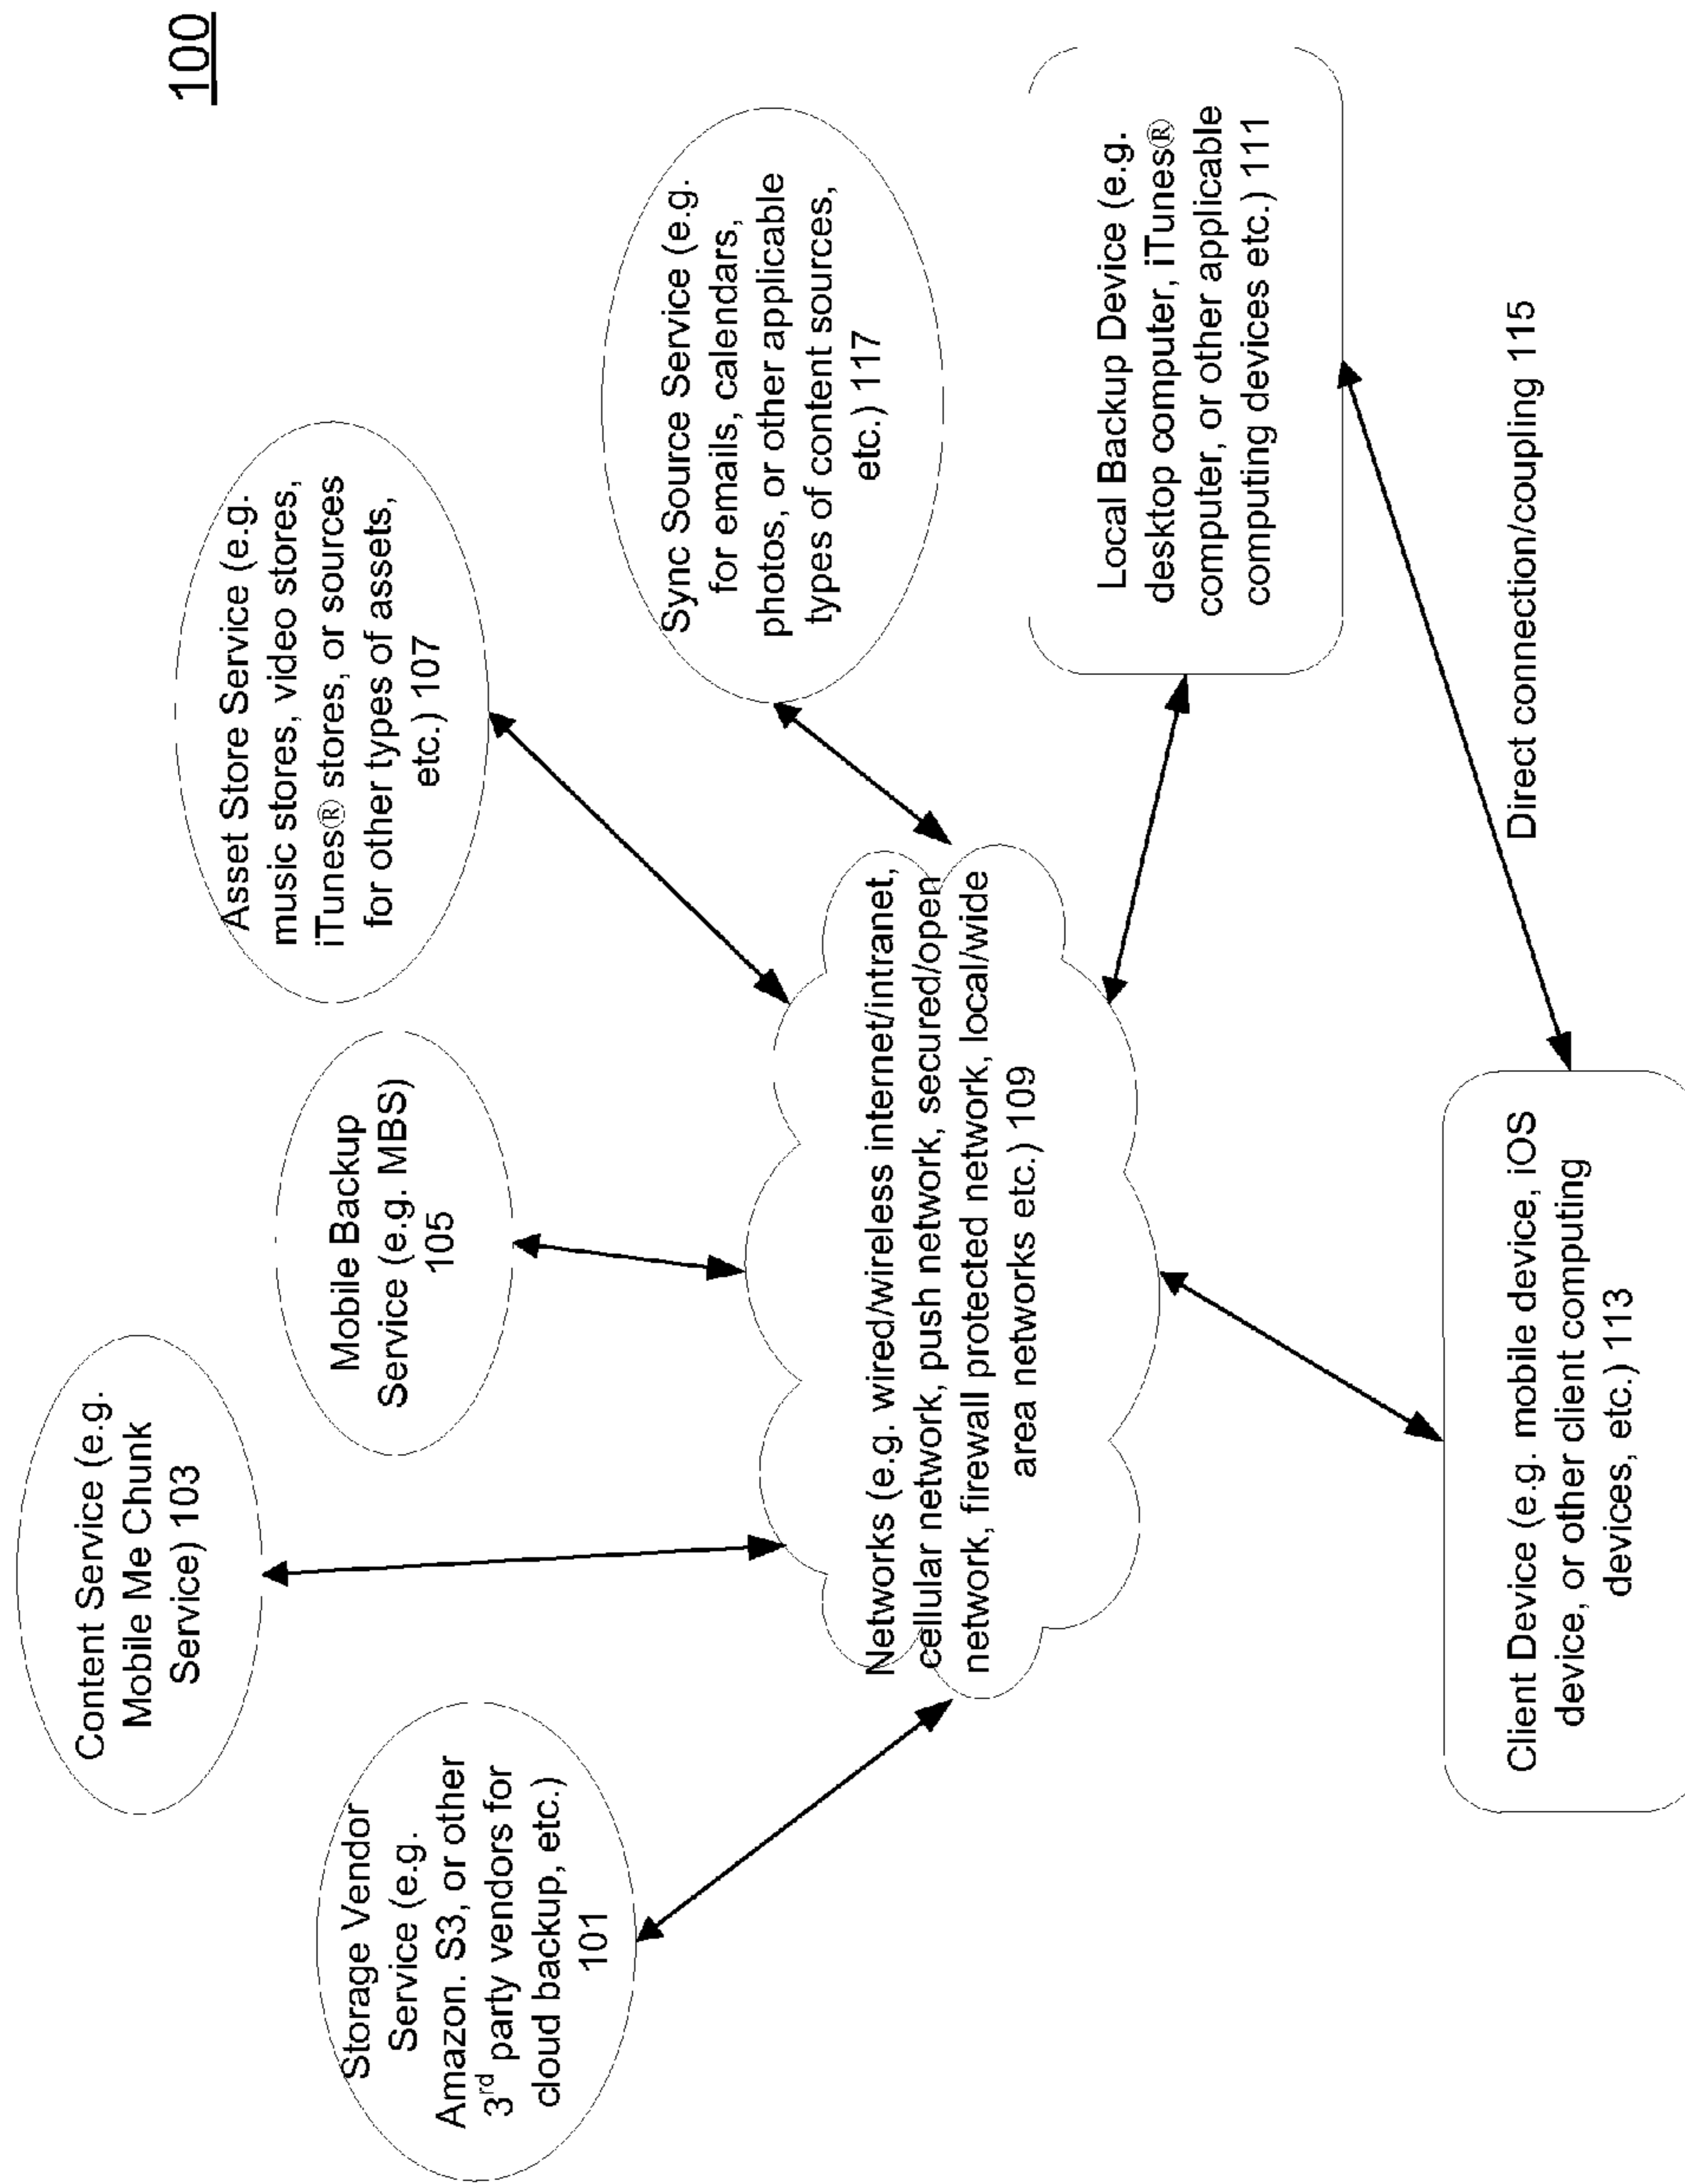 100
Content Service (e.g.
Mobile Me Chunk
Service) 103
Storage Vendor
Service (e.g.
Amazon. S3, or other
3rd party vendors for
cloud backup, etc.)
101
Mobile Backup
Service (e.g. MBS)
105
Asset Store Service (e.g.
music stores, video stores,
iTunes® stores, or sources
for other types of assets,
etc.) 107
Sync Source Service (e.g.
for emails, calendars,
photos, or other applicable
types of content sources,
etc.) 117
Networks (e.g. wired/wireless internet/intranet,
cellular network, push network, secured/open
network, firewall protected network, local/wide
area networks etc.) 109
Local Backup Device (e.g.
desktop computer, iTunes®
computer, or other applicable
computing devices etc.) 111
Direct connection/coupling 115
Client Device (e.g. mobile device, iOS
device, or other client computing
devices, etc.) 113